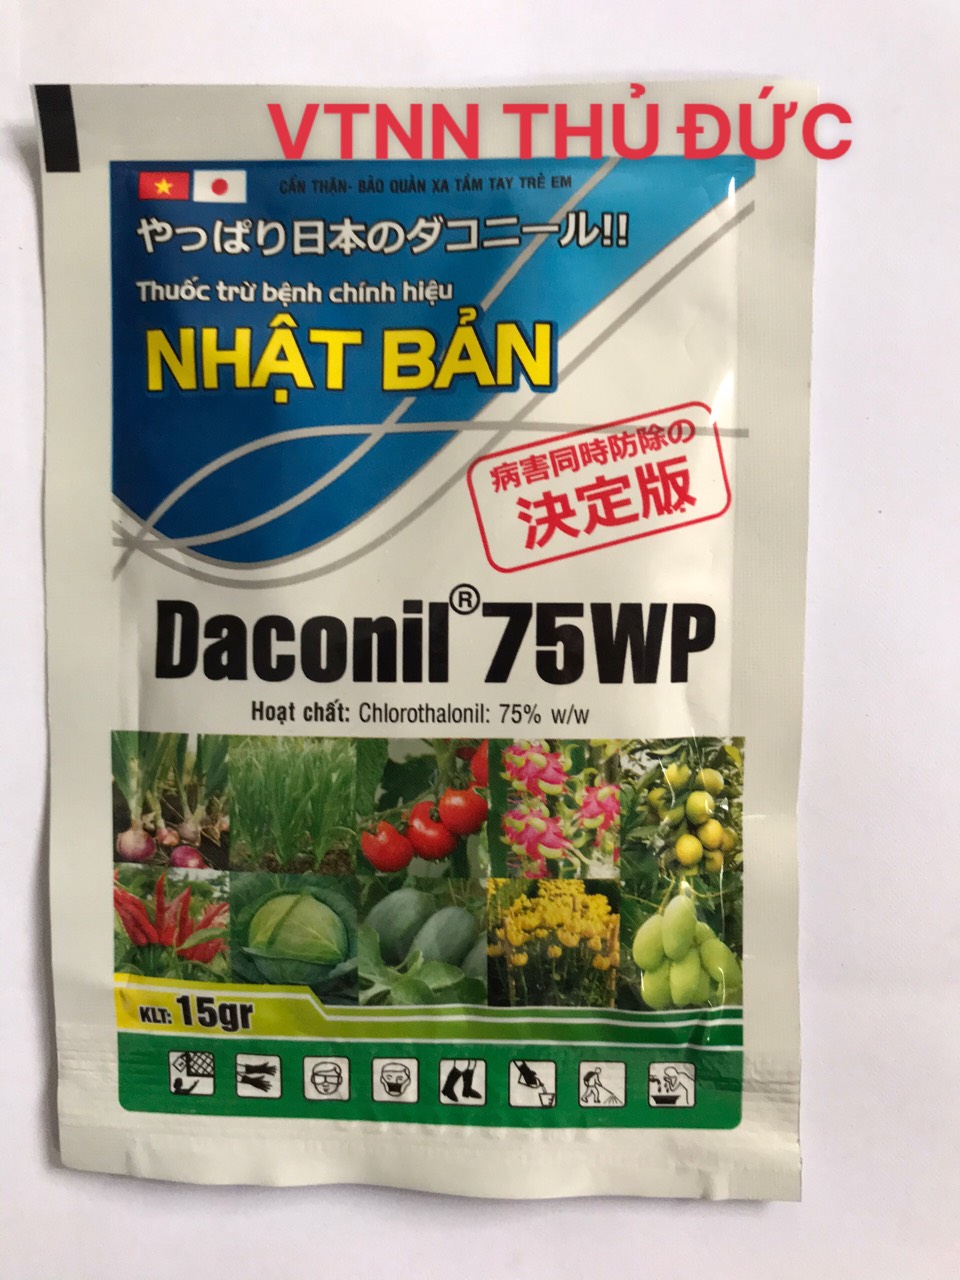 VTNN THỦ ĐỨC
CẨN THẬN- BẢO QUẢN XA TẦM TAY TRẺ EM
やっぱり日本のダコニール!!
Thuốc trừ bệnh chính hiệu
NHẬT BẢN
病害同時防除の
決定版
Daconil® 75WP
Hoạt chất: Chlorothalonil: 75% w/w
KLT: 15gr